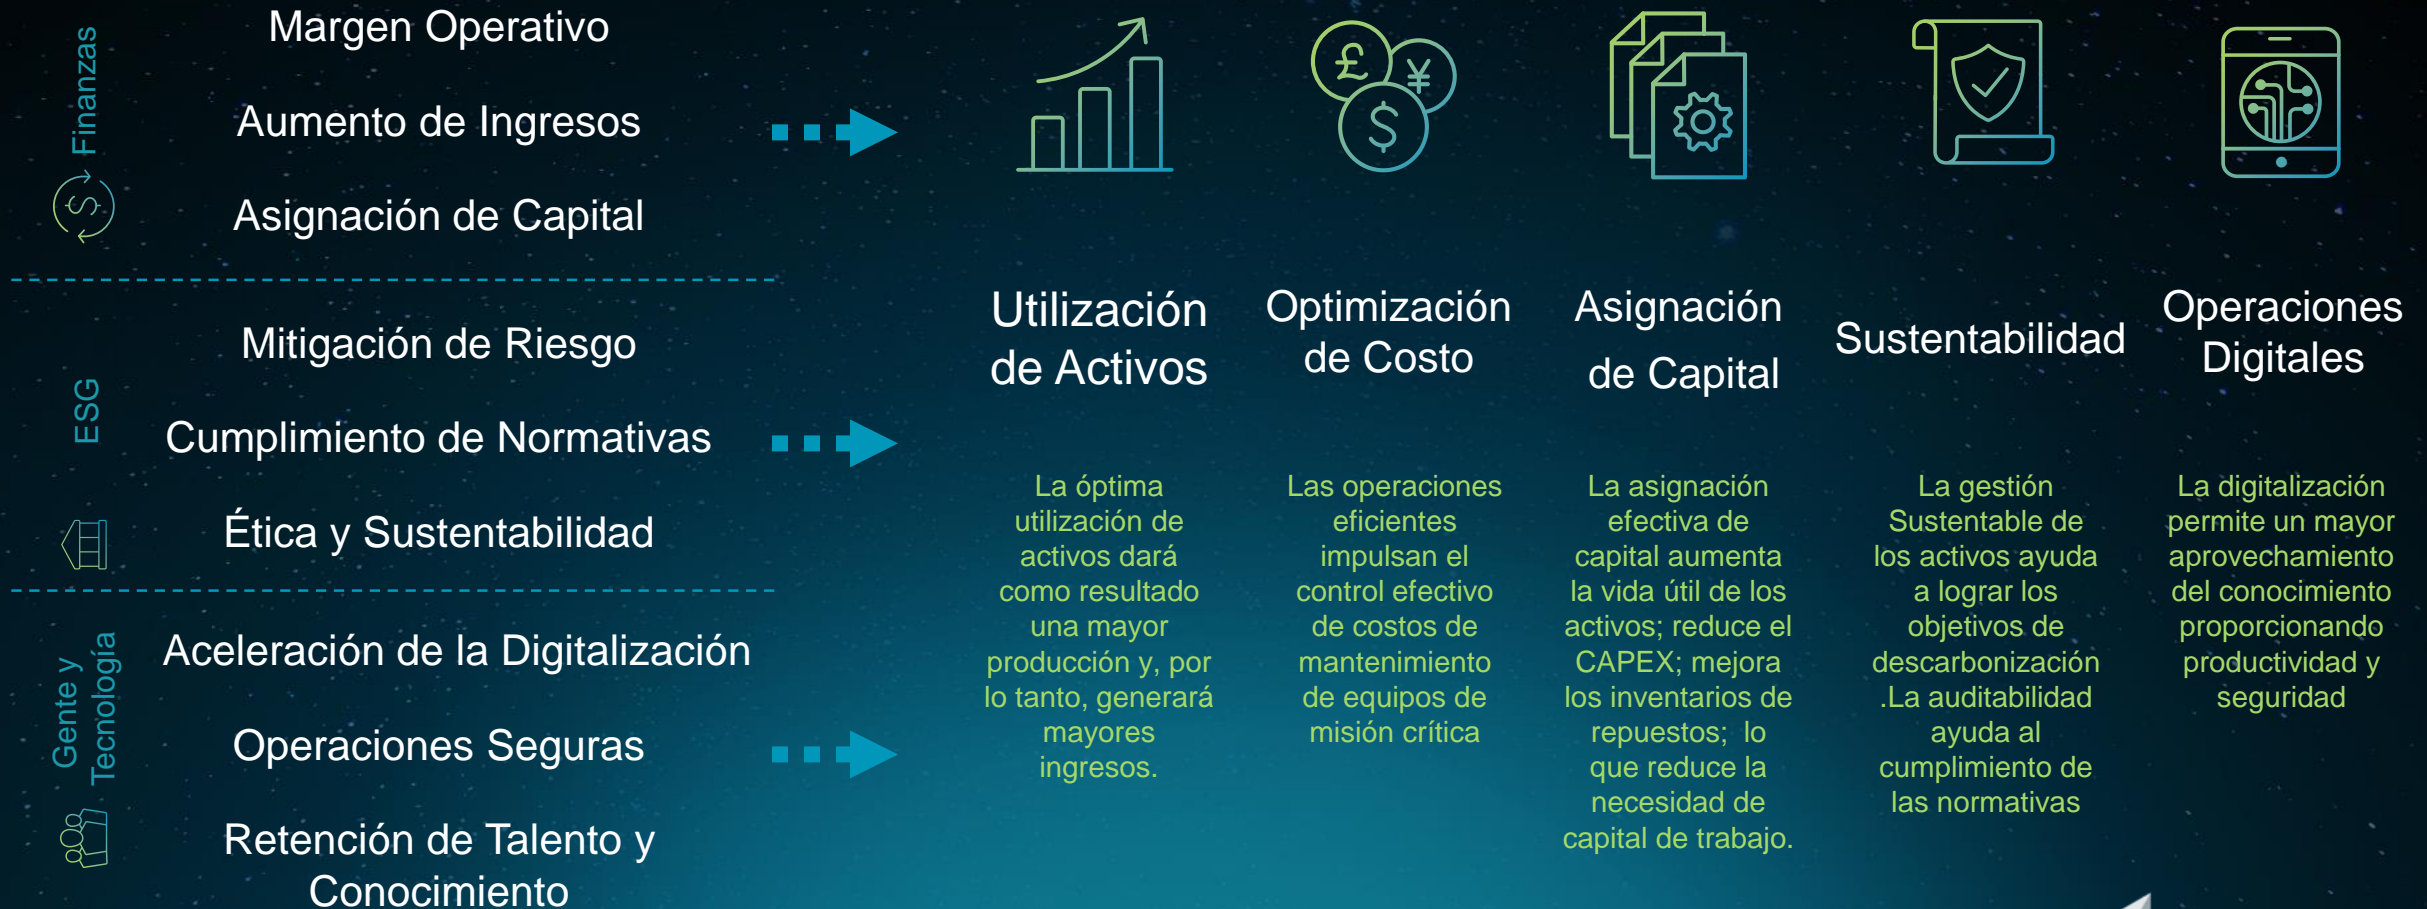 Finanzas
Margen Operativo
Aumento de Ingresos
Asignación de Capital
ESG
Mitigación de Riesgo
Cumplimiento de Normativas
Ética y Sustentabilidad
Gente y
Tecnología
Aceleración de la Digitalización
Operaciones Seguras
Retención de Talento y
Conocimiento
£
¥
$
$
Utilización
de Activos
La óptima
utilización de
activos dará
como resultado
una mayor
producción y, por
lo tanto, generará
mayores
ingresos.
Optimización
de Costo
Las operaciones
eficientes
impulsan el
control efectivo
de costos de
mantenimiento
de equipos de
misión crítica
Asignación
de Capital
La asignación
efectiva de
capital aumenta
la vida útil de los
activos; reduce el
CAPEX; mejora
los inventarios de
repuestos; lo
que reduce la
necesidad de
capital de trabajo.
Sustentabilidad
La gestión
Sustentable de
los activos ayuda
a lograr los
objetivos de
descarbonización
.La auditabilidad
ayuda al
cumplimiento de
las normativas
Operaciones
Digitales
La digitalización
permite un mayor
aprovechamiento
del conocimiento
proporcionando
productividad y
seguridad